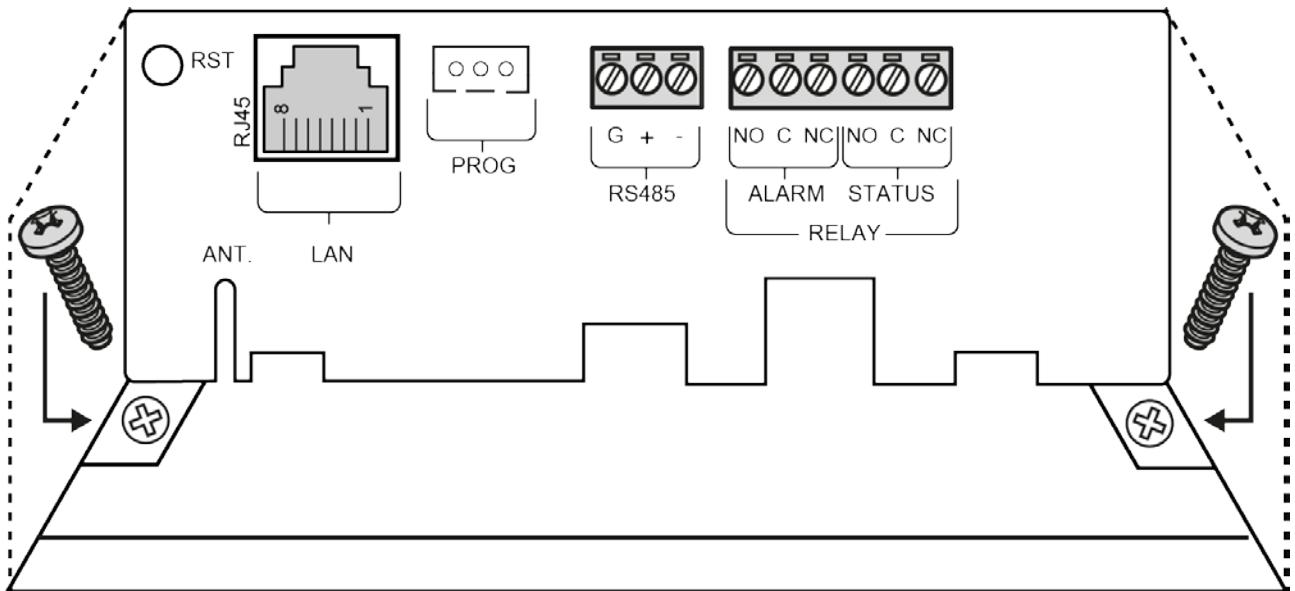 RST
RJ45
8 1
PROG
G + -
RS485
NO C NC NO C NC
ALARM STATUS
RELAY
ANT. LAN